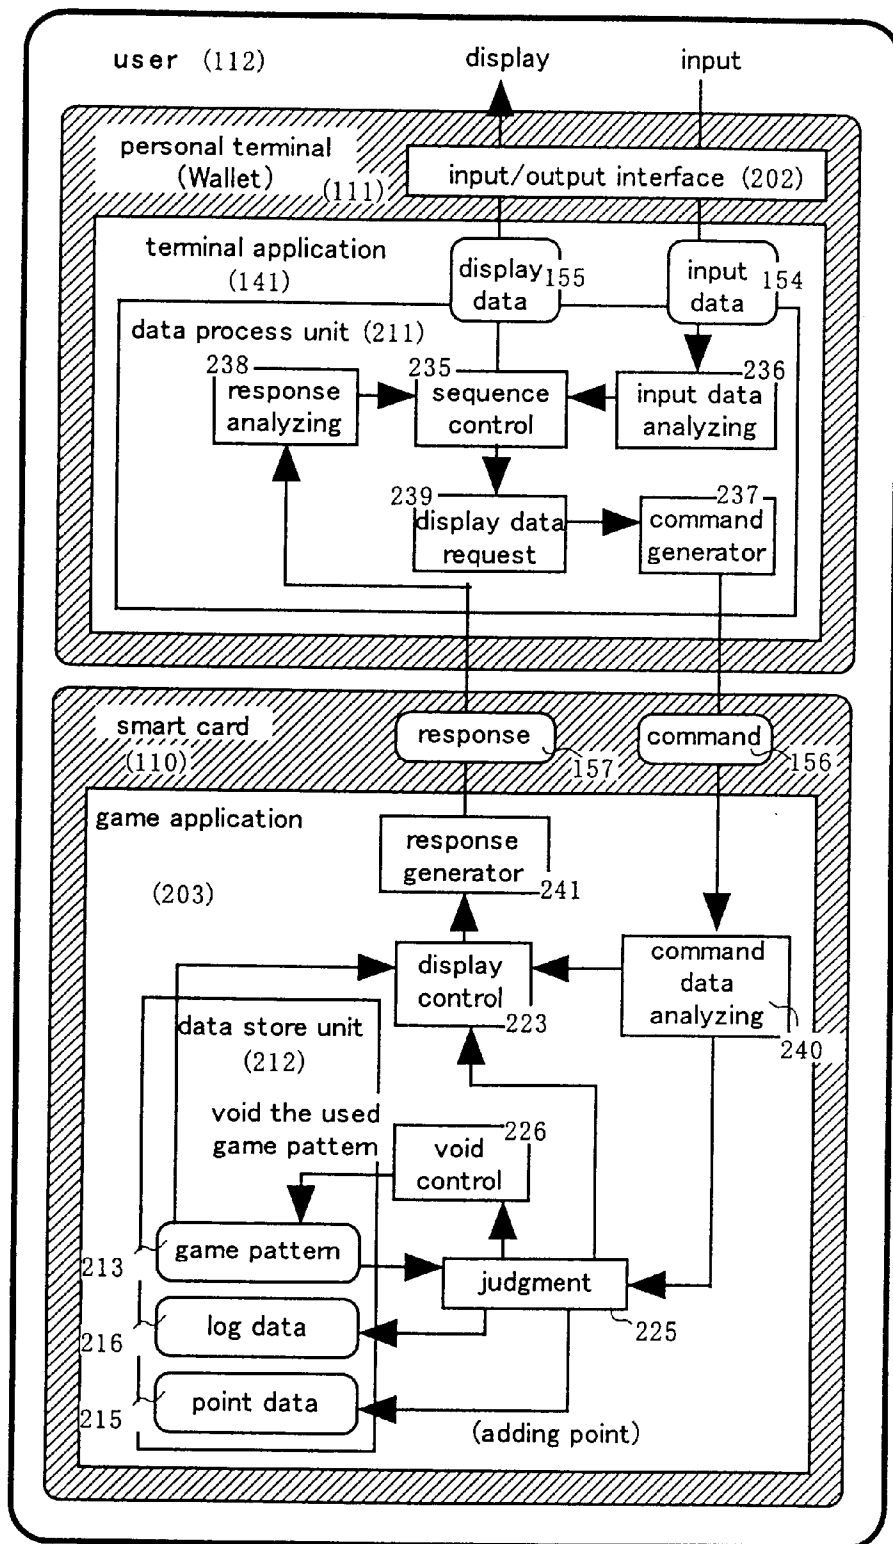 user (112)
display
input
personal terminal
(Wallet)
(111)
input/output interface (202)
terminal application
(141)
display
data
155
input
data
154
data process unit (211)
238
response
analyzing
235
sequence
control
236
input data
analyzing
239
display data
request
237
command
generator
smart card
(110)
response
157
command
156
game application
(203)
response
generator
241
display
control
223
command
data
analyzing
240
data store unit
(212)
void the used
game pattern
226
void
control
213
game pattern
judgment
225
216
log data
215
point data
(adding point)